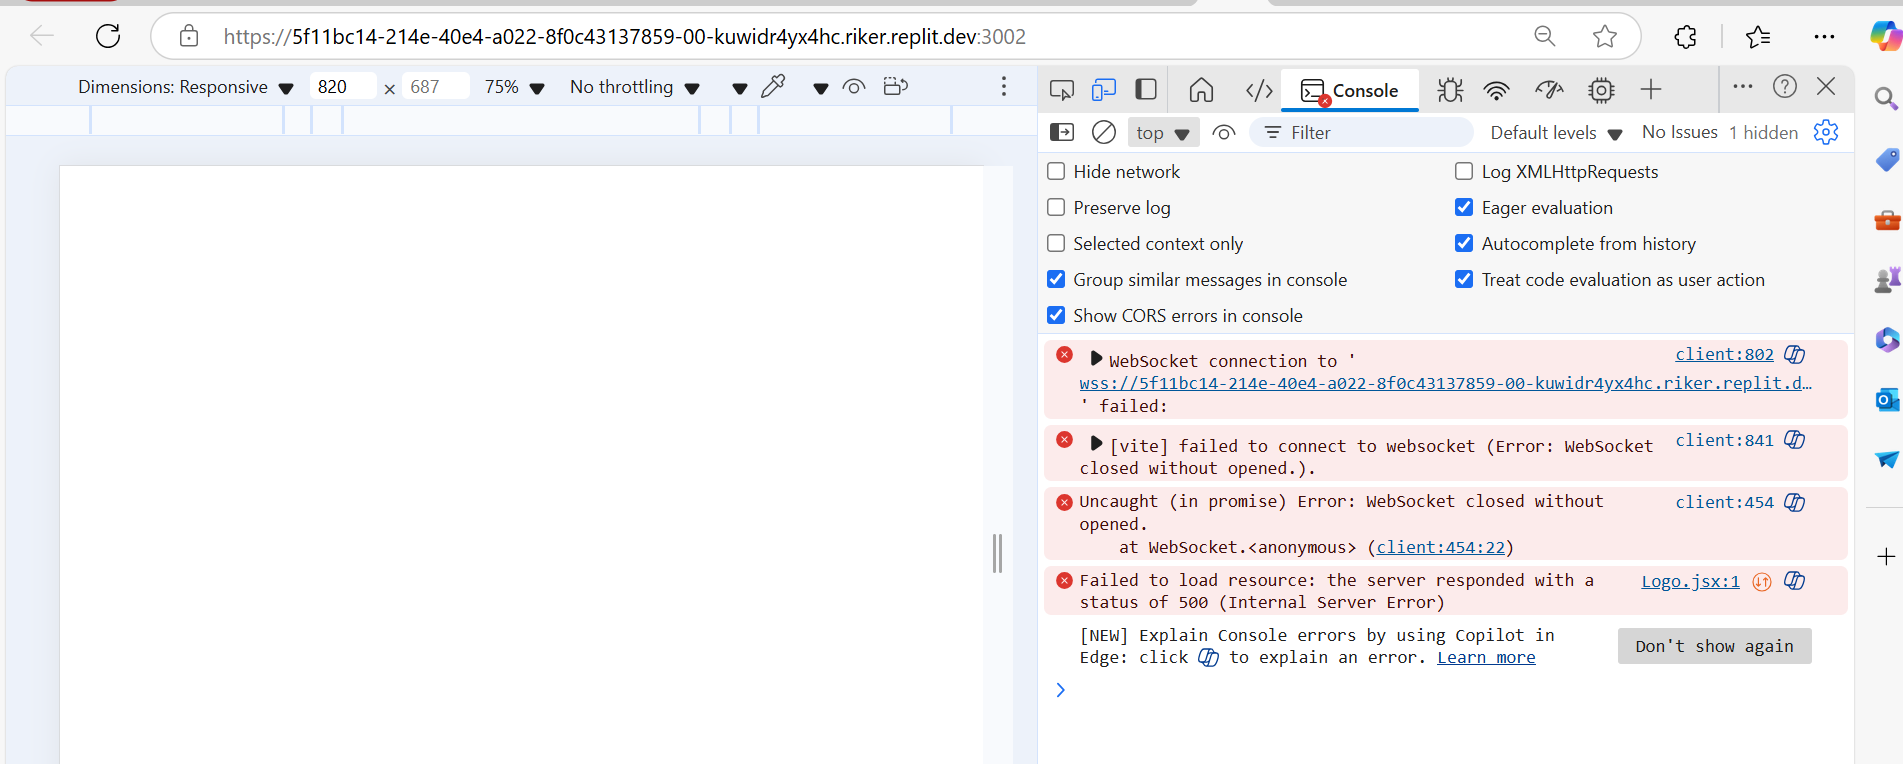 https://5f11bc14-214e-40e4-a022-8f0c43137859-00-kuwidr4yx4hc.riker.replit.dev:3002
Dimensions: Responsive 820 × 687 75% No throttling
Console
top Filter Default levels No Issues 1 hidden
Hide network Log XMLHttpRequests
Preserve log Eager evaluation
Selected context only Autocomplete from history
Group similar messages in console Treat code evaluation as user action
Show CORS errors in console
WebSocket connection to ' client:802
wss://5f11bc14-214e-40e4-a022-8f0c43137859-00-kuwidr4yx4hc.riker.replit.d…
' failed:
[vite] failed to connect to websocket (Error: WebSocket client:841
closed without opened.).
Uncaught (in promise) Error: WebSocket closed without client:454
opened.
at WebSocket.<anonymous> (client:454:22)
Failed to load resource: the server responded with a Logo.jsx:1
status of 500 (Internal Server Error)
[NEW] Explain Console errors by using Copilot in
Edge: click to explain an error. Learn more Don't show again